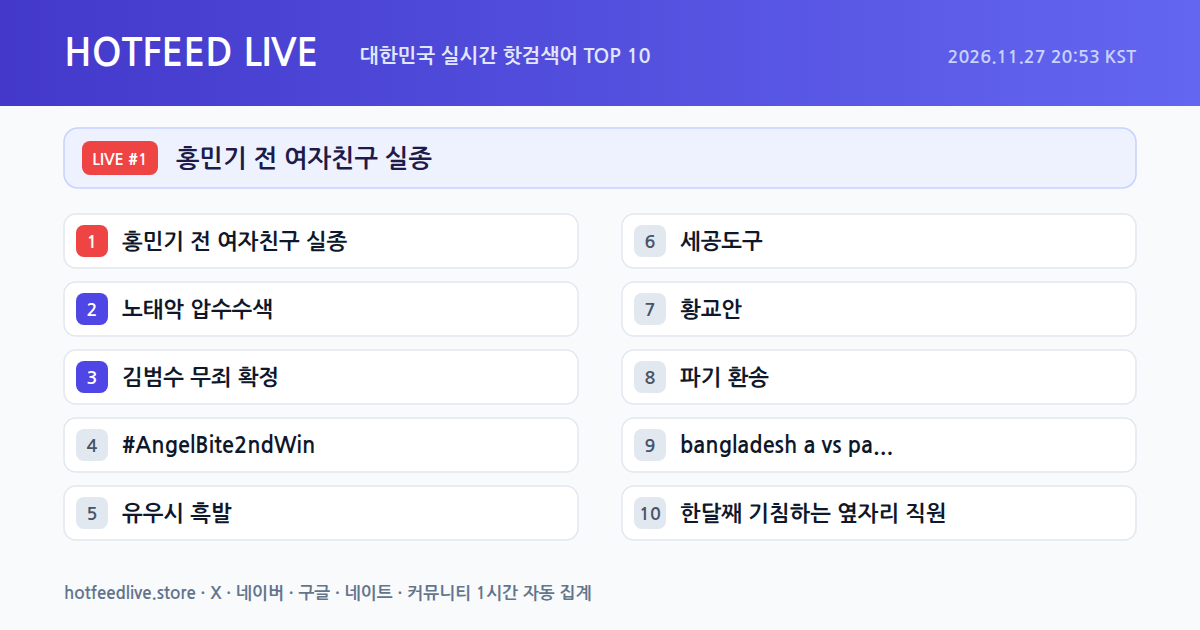 HOTFEED LIVE 대한민국 실시간 핫검색어 TOP 10 2026.11.27 20:53 KST
LIVE #1 홍민기 전 여자친구 실종
1 홍민기 전 여자친구 실종
2 노태악 압수수색
3 김범수 무죄 확정
4 #AngelBite2ndWin
5 유우시 흑발
6 세공도구
7 황교안
8 파기 환송
9 bangladesh a vs pa...
10 한달째 기침하는 옆자리 직원
hotfeedlive.store · X · 네이버 · 구글 · 네이트 · 커뮤니티 1시간 자동 집계